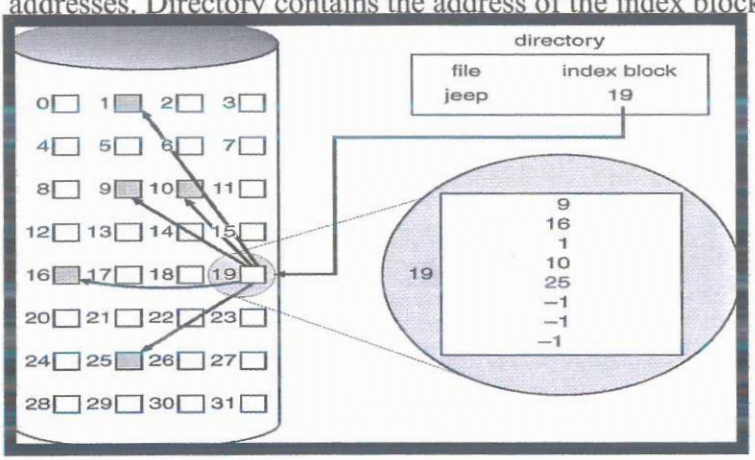 addresses. Directory contains the address of the index block
directory
file index block
jeep 19
0 1 2 3
4 5 6 7
8 9 10 11
12 13 14 15
16 17 18 19
20 21 22 23
24 25 26 27
28 29 30 31
19
9
16
1
10
25
–1
–1
–1